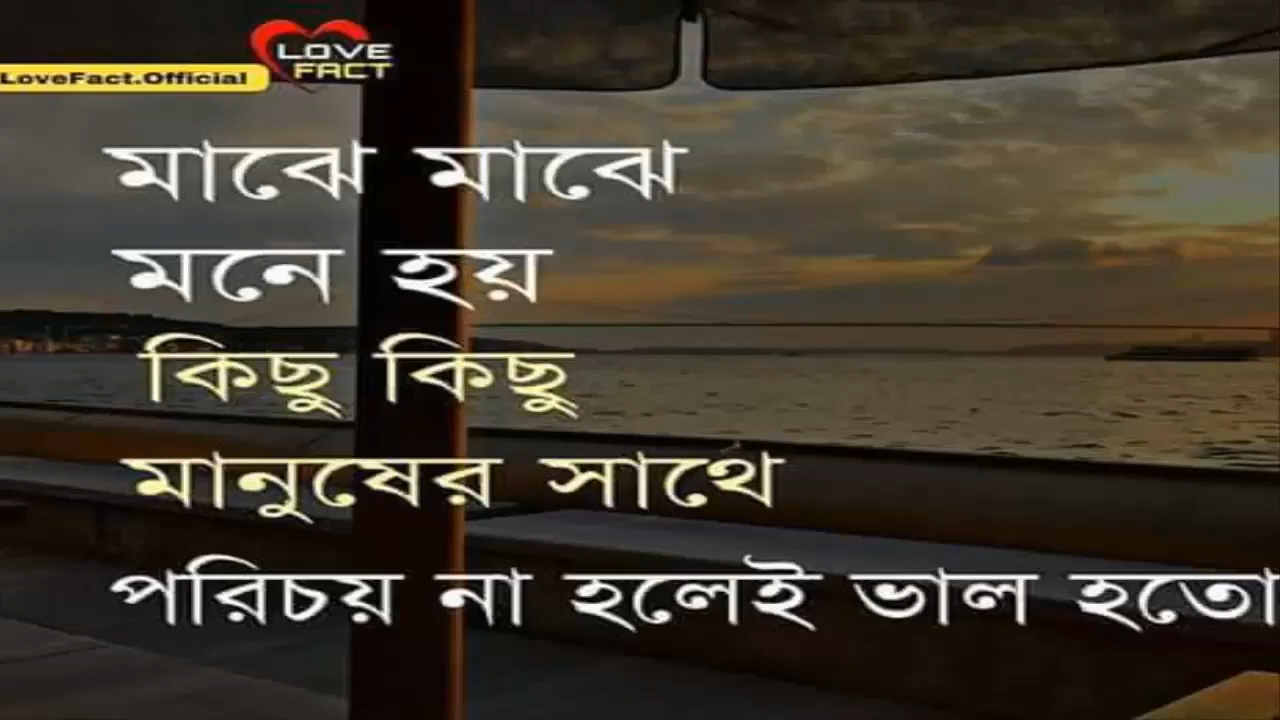 LOVE
FACT
LoveFact.Official
মাঝে মাঝে
মনে হয়
কিছু কিছু
মানুষের সাথে
পরিচয় না হলেই ভাল হতো